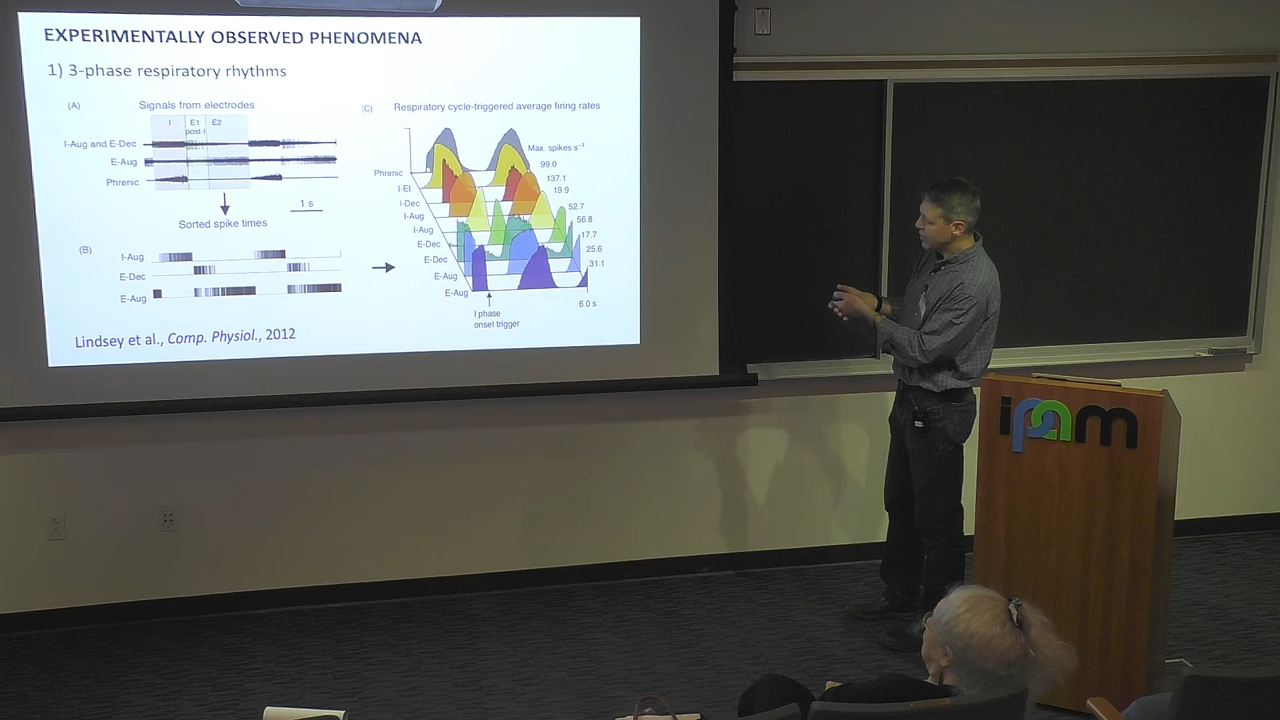 EXPERIMENTALLY OBSERVED PHENOMENA
1) 3-phase respiratory rhythms
(A)
Signals from electrodes
I
E1
E2
post-I
I-Aug and E-Dec
E-Aug
Phrenic
1 s
Sorted spike times
(B)
I-Aug
E-Dec
E-Aug
(C)
Respiratory cycle-triggered average firing rates
Max. spikes s⁻¹
Phrenic
99.0
I-EI
137.1
I-Dec
19.9
I-Aug
52.7
I-Aug
56.8
E-Dec
17.7
E-Dec
25.6
E-Aug
31.1
E-Aug
6.0 s
I phase
onset trigger
Lindsey et al., Comp. Physiol., 2012
ipam